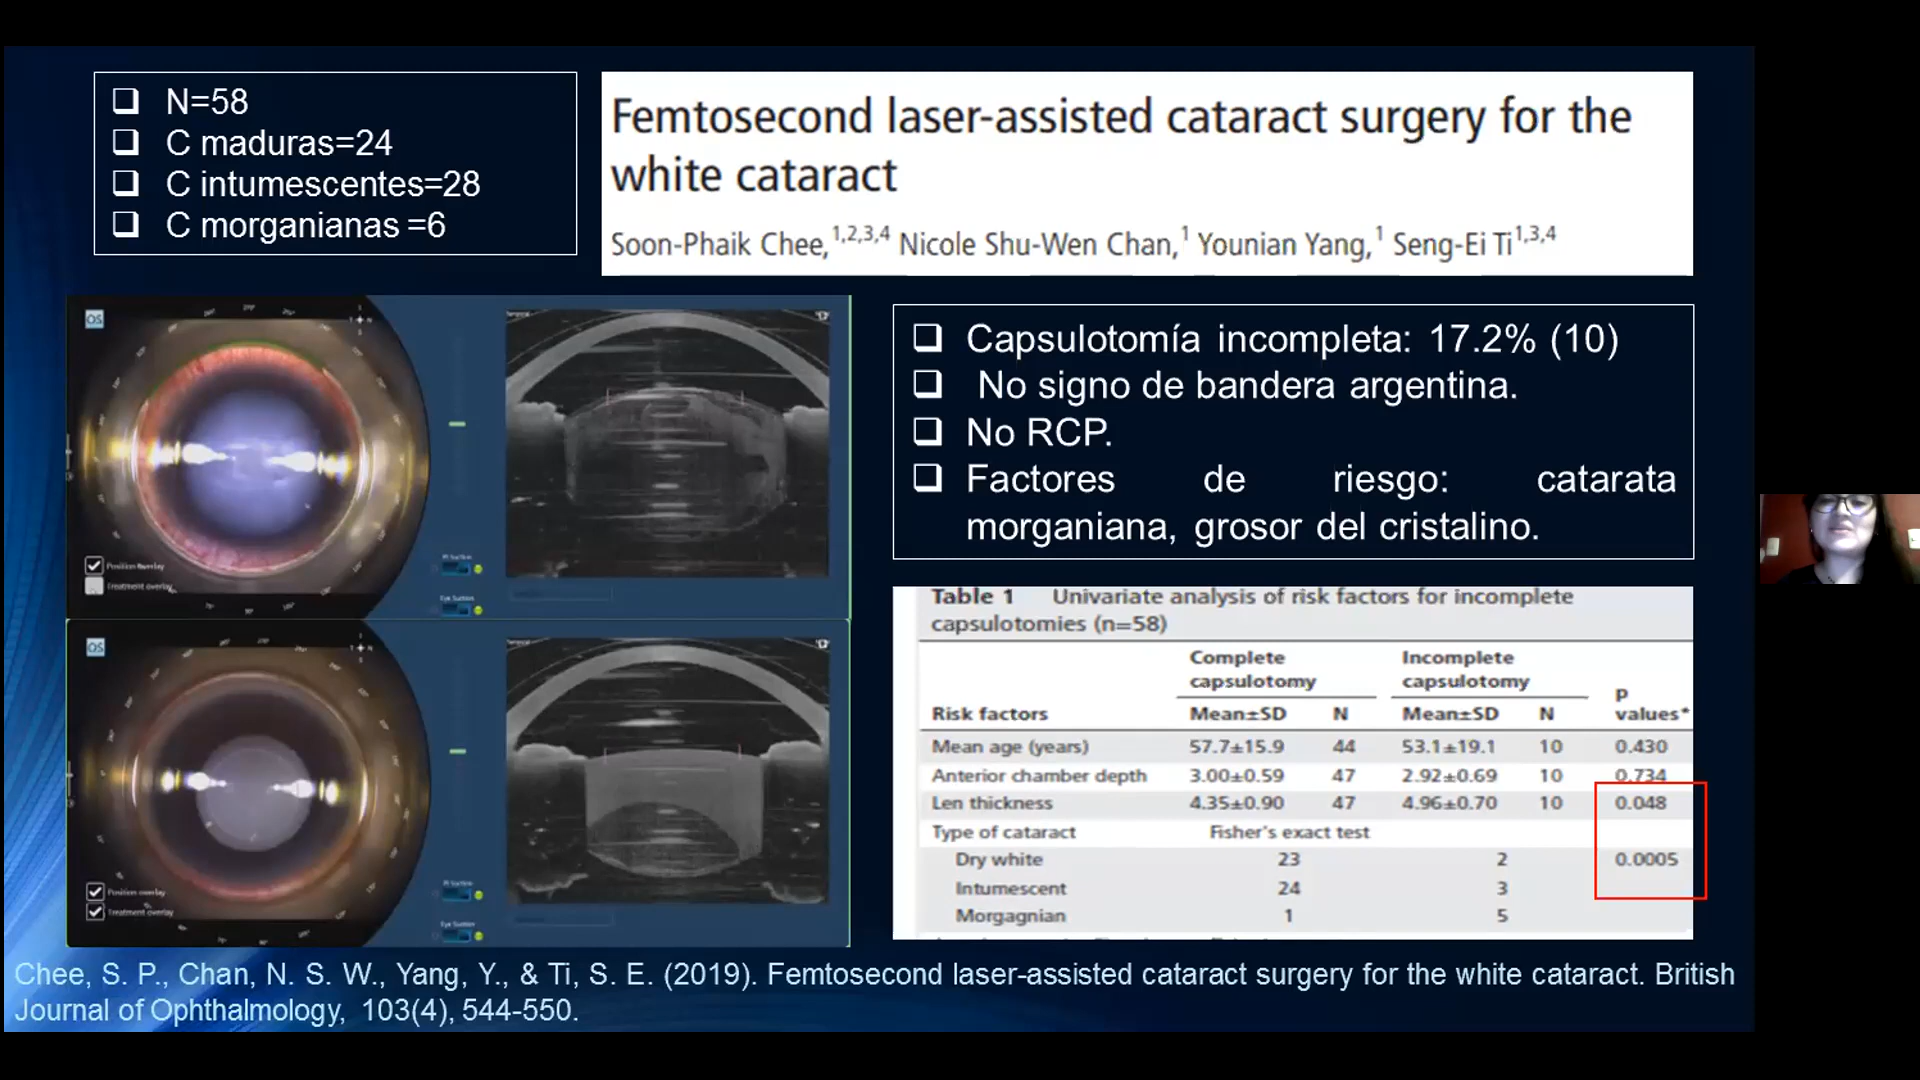 N=58
C maduras=24
C intumescentes=28
C morganianas =6
Femtosecond laser-assisted cataract surgery for the
white cataract
Soon-Phaik Chee,1,2,3,4 Nicole Shu-Wen Chan,1 Younian Yang,1 Seng-Ei Ti1,3,4
OS
Position overlay
Treatment overlay
OS
Position overlay
Treatment overlay
Capsulotomía incompleta: 17.2% (10)
No signo de bandera argentina.
No RCP.
Factores de riesgo: catarata
morganiana, grosor del cristalino.
Table 1 Univariate analysis of risk factors for incomplete
capsulotomies (n=58)
Complete capsulotomy Incomplete capsulotomy
Risk factors Mean±SD N Mean±SD N P values*
Mean age (years) 57.7±15.9 44 53.1±19.1 10 0.430
Anterior chamber depth 3.00±0.59 47 2.92±0.69 10 0.734
Len thickness 4.35±0.90 47 4.96±0.70 10 0.048
Type of cataract Fisher's exact test
Dry white 23 2 0.0005
Intumescent 24 3
Morgagnian 1 5
Chee, S. P., Chan, N. S. W., Yang, Y., & Ti, S. E. (2019). Femtosecond laser-assisted cataract surgery for the white cataract. British
Journal of Ophthalmology, 103(4), 544-550.